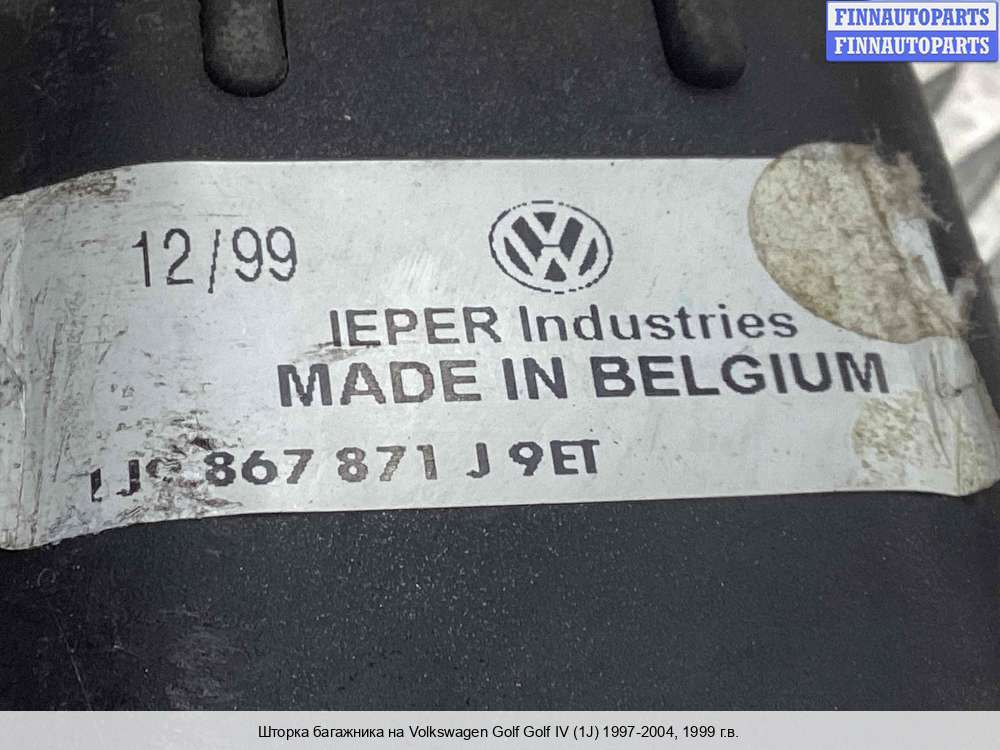 FINNAUTOPARTS
FINNAUTOPARTS
12/99
IEPER Industries
MADE IN BELGIUM
1J9 867 871 J 9ET
Шторка багажника на Volkswagen Golf Golf IV (1J) 1997-2004, 1999 г.в.